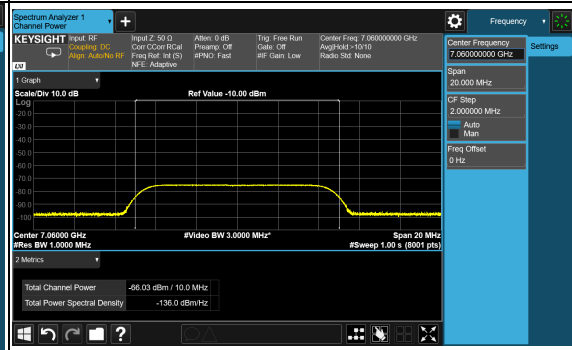 Spectrum Analyzer 1
Channel Power
Frequency
KEYSIGHT
Input: RF
Coupling: DC
Align: Auto/No RF
Input Z: 50 Ω
Corr CCorr RCal
Freq Ref: Int (S)
NFE: Adaptive
Atten: 0 dB
Preamp: Off
#PNO: Fast
Trig: Free Run
Gate: Off
#IF Gain: Low
Center Freq: 7.060000000 GHz
Avg|Hold:>10/10
Radio Std: None
LXI
Center Frequency
7.060000000 GHz
Settings
Span
20.000 MHz
CF Step
2.000000 MHz
Auto
Man
Freq Offset
0 Hz
1 Graph
Scale/Div 10.0 dB
Ref Value -10.00 dBm
Log
-20.0
-30.0
-40.0
-50.0
-60.0
-70.0
-80.0
-90.0
-100
Center 7.06000 GHz
#Video BW 3.0000 MHz*
Span 20 MHz
#Res BW 1.0000 MHz
#Sweep 1.00 s (8001 pts)
2 Metrics
Total Channel Power -66.03 dBm / 10.0 MHz
Total Power Spectral Density -136.0 dBm/Hz
?